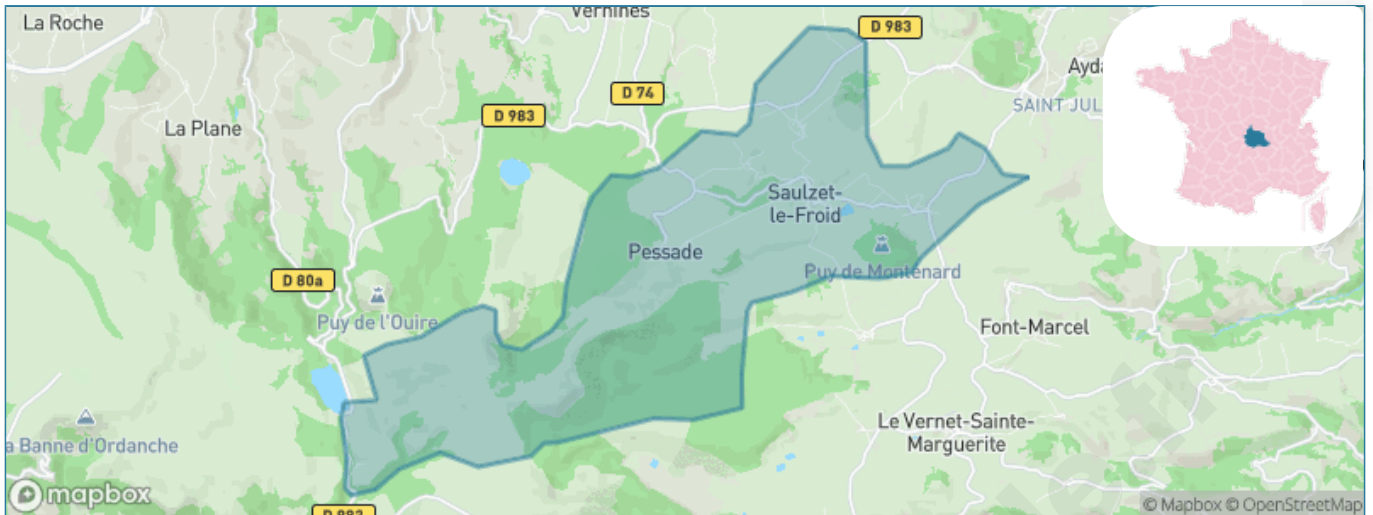 Vernines
La Roche
D 983
Ayda
D 74
SAINT JUL
D 983
La Plane
Saulzet-
le-Froid
Pessade
Puy de Montenard
D 80a
Puy de l'Ouire
Font-Marcel
Le Vernet-Sainte-
Marguerite
a Banne d'Ordanche
mapbox
D 983
© Mapbox © OpenStreetMap